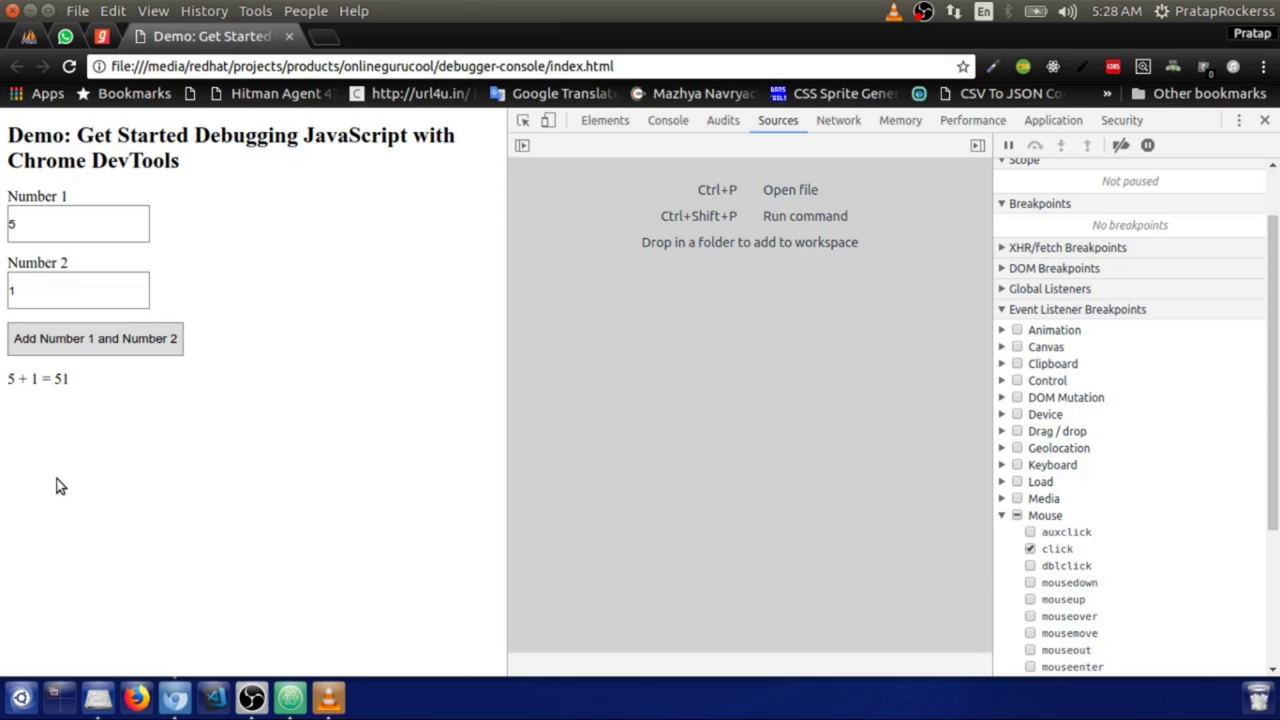 File Edit View History Tools People Help
En 5:28 AM PratapRockerss
Demo: Get Started
Pratap
file:///media/redhat/projects/products/onlinegurucool/debugger-console/index.html
CORS
0
Apps Bookmarks Hitman Agent 47 http://url4u.in/ Google Translat Mazhya Navryac CSS Sprite Gene CSV To JSON Co » Other bookmarks
Demo: Get Started Debugging JavaScript with
Chrome DevTools
Number 1
5
Number 2
1
Add Number 1 and Number 2
5 + 1 = 51
Elements Console Audits Sources Network Memory Performance Application Security
Ctrl+P Open file
Ctrl+Shift+P Run command
Drop in a folder to add to workspace
Scope
Not paused
Breakpoints
No breakpoints
XHR/fetch Breakpoints
DOM Breakpoints
Global Listeners
Event Listener Breakpoints
Animation
Canvas
Clipboard
Control
DOM Mutation
Device
Drag / drop
Geolocation
Keyboard
Load
Media
Mouse
auxclick
click
dblclick
mousedown
mouseup
mouseover
mousemove
mouseout
mouseenter